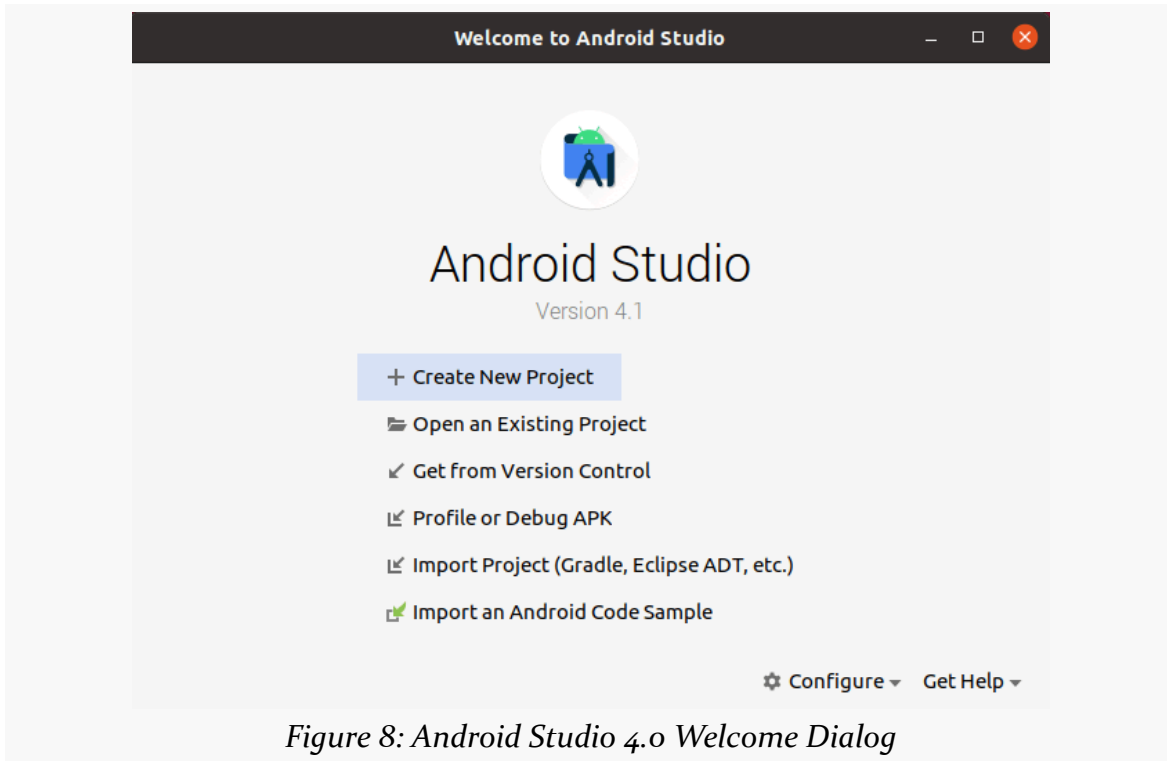 Welcome to Android Studio
Android Studio
Version 4.1
Create New Project
Open an Existing Project
Get from Version Control
Profile or Debug APK
Import Project (Gradle, Eclipse ADT, etc.)
Import an Android Code Sample
Configure Get Help
Figure 8: Android Studio 4.0 Welcome Dialog